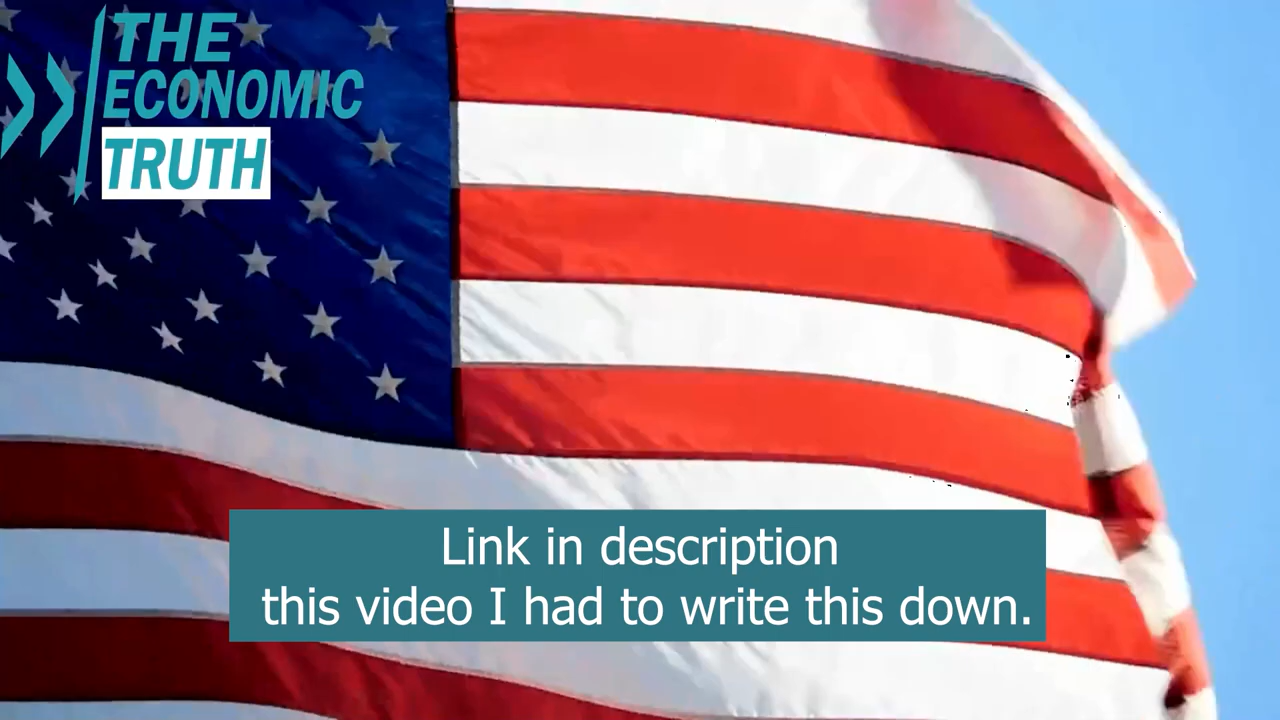 THE
ECONOMIC
TRUTH
Link in description
this video I had to write this down.